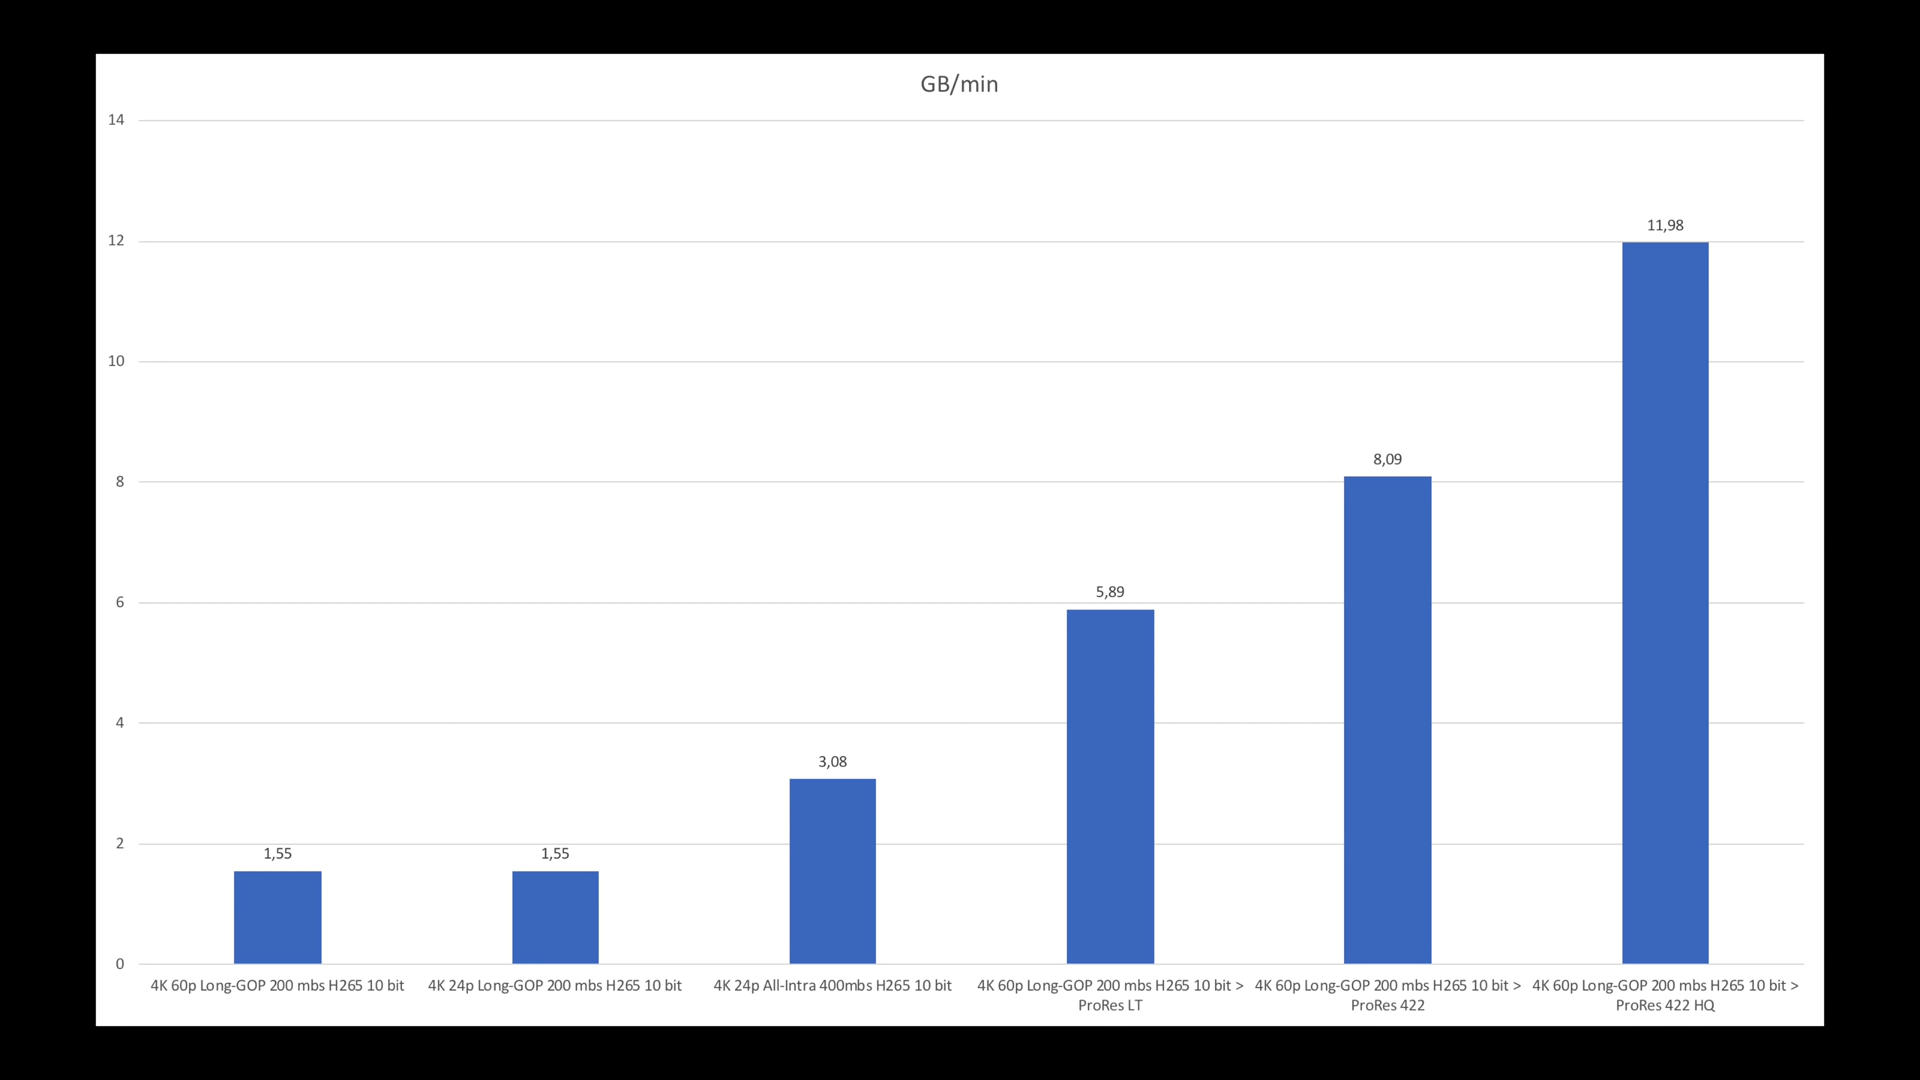 GB/min
14
12
10
8
6
4
2
0
11,98
8,09
5,89
3,08
1,55
1,55
4K 60p Long-GOP 200 mbs H265 10 bit
4K 24p Long-GOP 200 mbs H265 10 bit
4K 24p All-Intra 400mbs H265 10 bit
4K 60p Long-GOP 200 mbs H265 10 bit >
ProRes LT
4K 60p Long-GOP 200 mbs H265 10 bit >
ProRes 422
4K 60p Long-GOP 200 mbs H265 10 bit >
ProRes 422 HQ